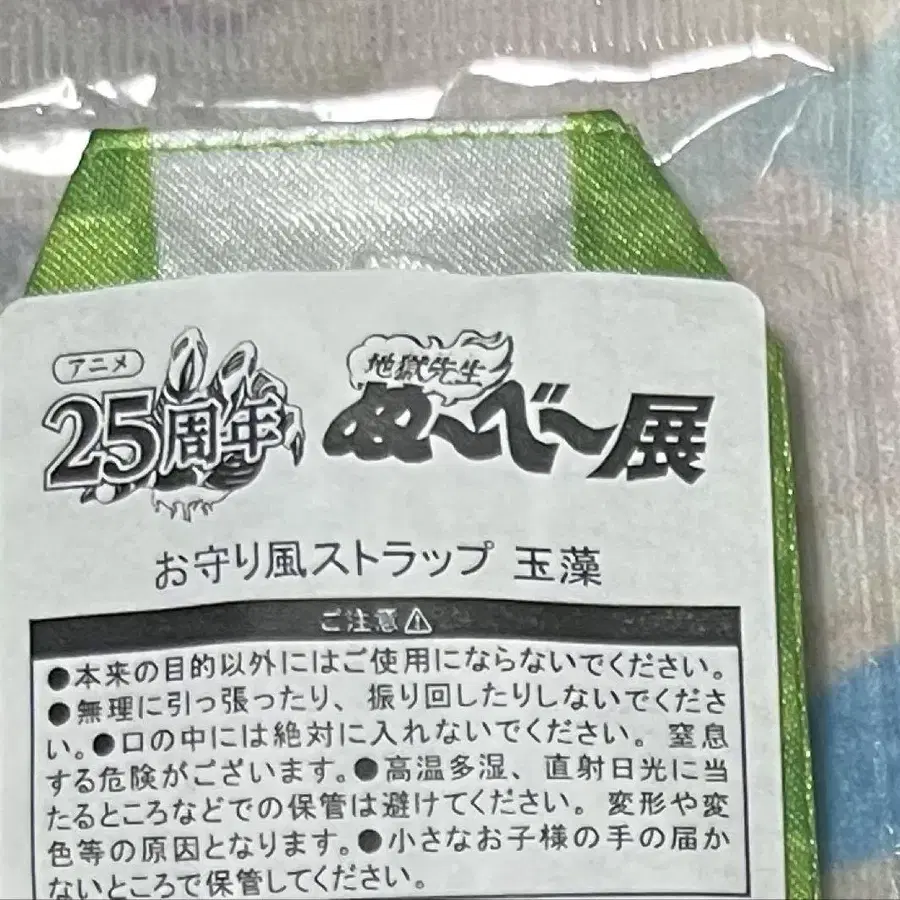 アニメ
25周年
地獄先生
ぬ〜べ〜展
お守り風ストラップ 玉藻
ご注意⚠
●本来の目的以外にはご使用にならないでください。
●無理に引っ張ったり、振り回したりしないでくださ
い。●口の中には絶対に入れないでください。窒息
する危険がございます。●高温多湿、直射日光に当
たるところなどでの保管は避けてください。変形や変
色等の原因となります。●小さなお子様の手の届か
ないところで保管してください。